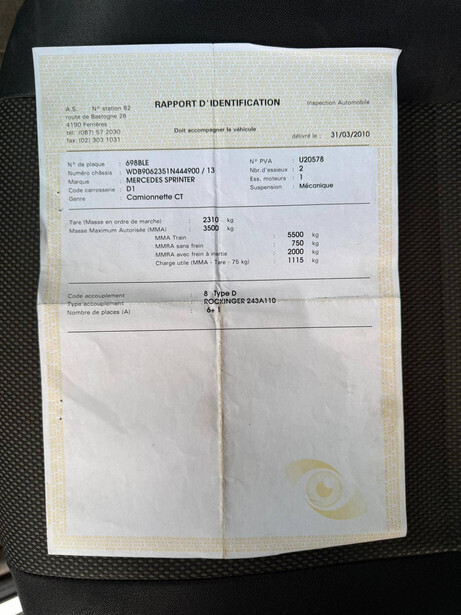 RAPPORT D'IDENTIFICATION
Inspection Automobile
A.S. N° station 82
route de Bastogne 28
4190 Ferrières
tél: (087) 57 2030
fax: (02) 303 1031
Doit accompagner le véhicule
délivré le : 31/03/2010
N° de plaque : 698BLE
Numéro châssis : WDB9062351N444900 / 13
Marque : MERCEDES SPRINTER
Code carrosserie : D1
Genre : Camionnette CT
N° PVA : U20578
Nbr.d'essieux : 2
Ess. moteurs : 1
Suspension : Mécanique
Tare (Masse en ordre de marche) : 2310 kg
Masse Maximum Autorisée (MMA) : 3500 kg
MMA Train : 5500 kg
MMRA sans frein : 750 kg
MMRA avec frein à inertie : 2000 kg
Charge utile (MMA - Tare - 75 kg) : 1115 kg
Code accouplement : 8 Type D
Type accouplement : ROCKINGER 243A110
Nombre de places (A) : 6+ 1